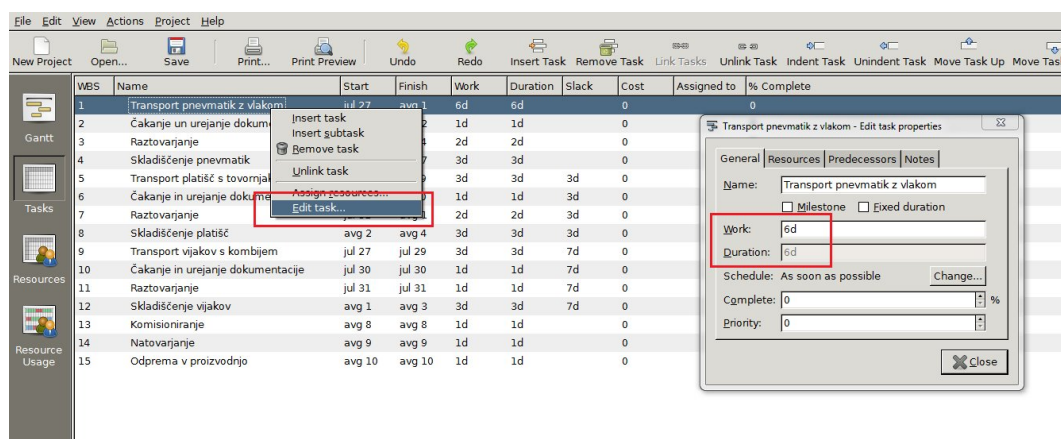 File Edit View Actions Project Help
New Project Open... Save Print... Print Preview Undo Redo Insert Task Remove Task Link Tasks Unlink Task Indent Task Unindent Task Move Task Up Move Tas
WBS Name Start Finish Work Duration Slack Cost Assigned to % Complete
1 Transport pnevmatik z vlakom jul 27 avg 1 6d 6d 0 0
2 Čakanje un urejanje dokume 2 1d 1d 0
3 Raztovarjanje 4 2d 2d 0
4 Skladiščenje pnevmatik 7 3d 3d 0
5 Transport platišč s tovornja 9 3d 3d 3d 0
6 Čakanje in urejanje dokume 1d 1d 3d 0
7 Raztovarjanje 1 2d 2d 3d 0
8 Skladiščenje platišč avg 2 avg 4 3d 3d 3d 0
9 Transport vijakov s kombijem jul 27 jul 29 3d 3d 7d 0
10 Čakanje in urejanje dokumentacije jul 30 jul 30 1d 1d 7d 0
11 Raztovarjanje jul 31 jul 31 1d 1d 7d 0
12 Skladiščenje vijakov avg 1 avg 3 3d 3d 7d 0
13 Komisioniranje avg 8 avg 8 1d 1d 0
14 Natovarjanje avg 9 avg 9 1d 1d 0
15 Odprema v proizvodnjo avg 10 avg 10 1d 1d 0
Gantt
Tasks
Resources
Resource
Usage
Insert task
Insert subtask
Remove task
Unlink task
Assign resources...
Edit task...
Transport pnevmatik z vlakom - Edit task properties
General Resources Predecessors Notes
Name: Transport pnevmatik z vlakom
Milestone Fixed duration
Work: 6d
Duration: 6d
Schedule: As soon as possible Change...
Complete: 0 %
Priority: 0
Close